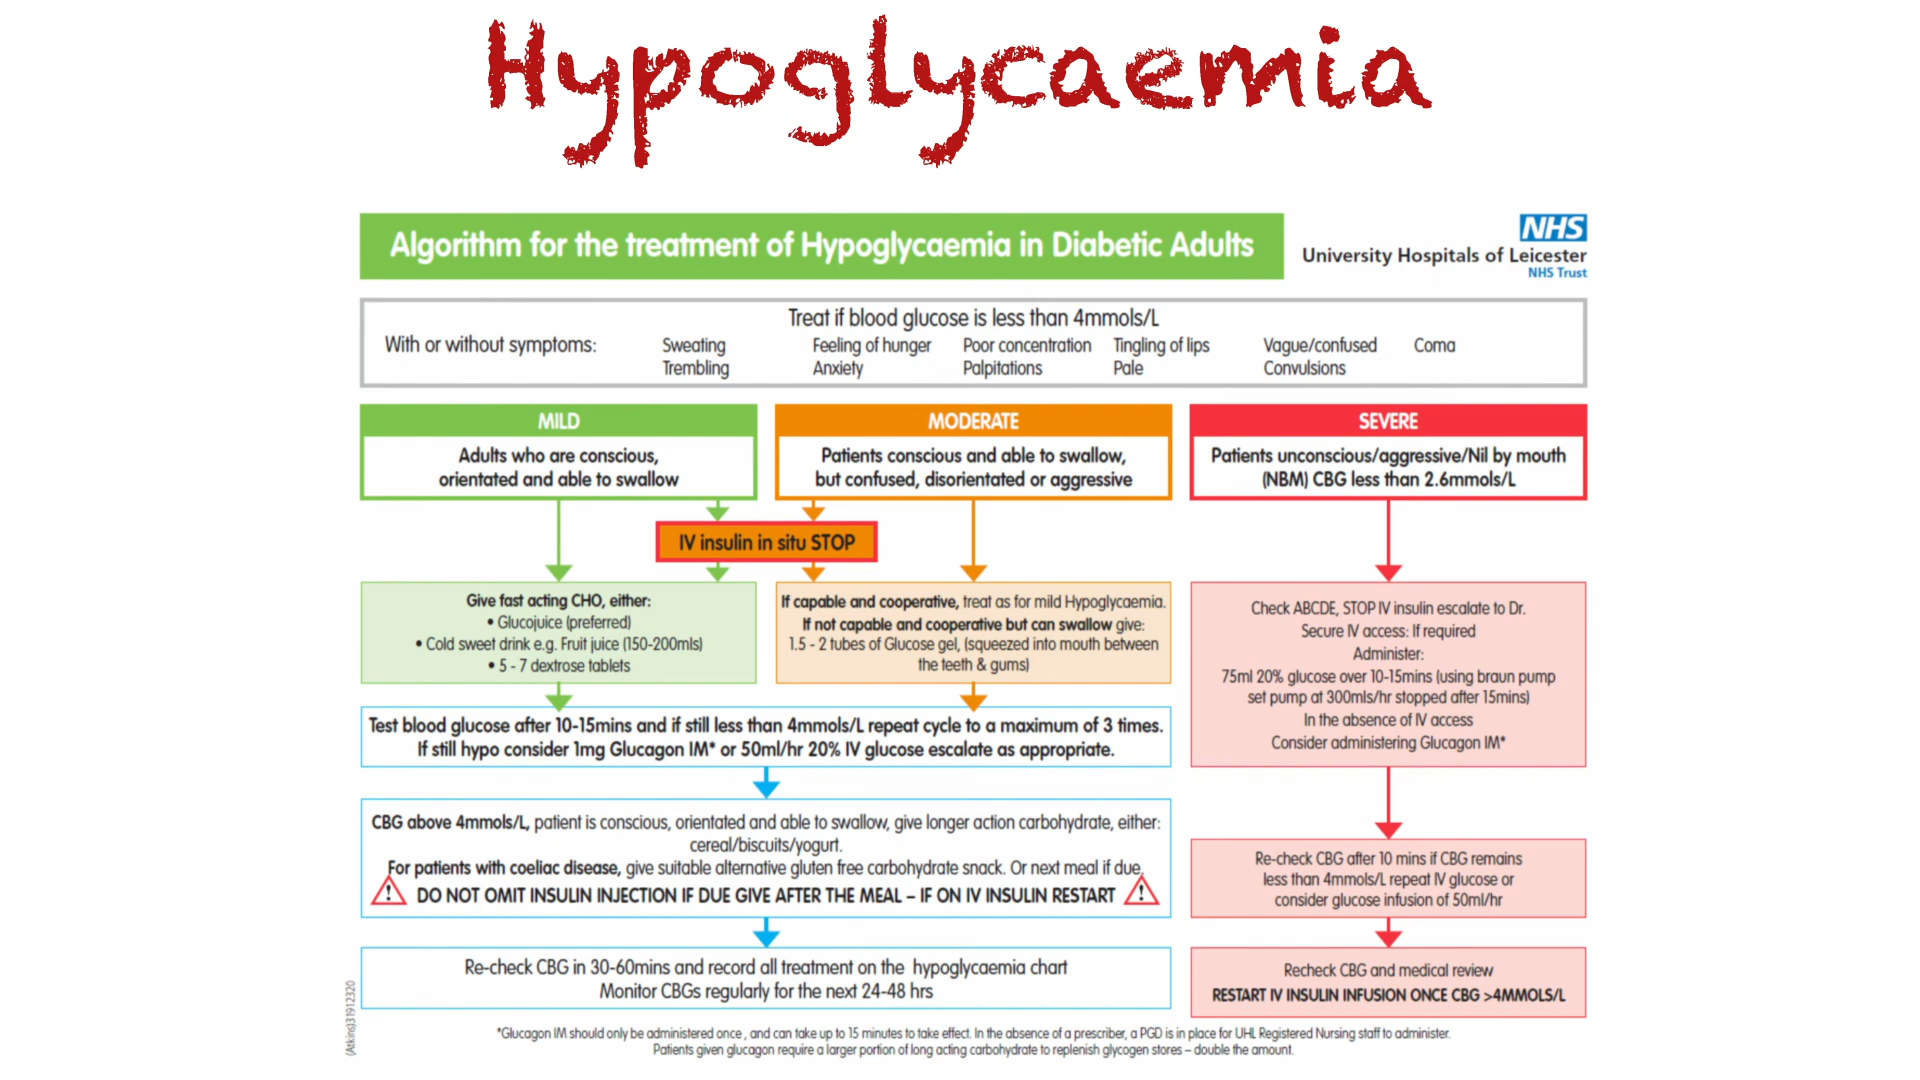 Hypoglycaemia
Algorithm for the treatment of Hypoglycaemia in Diabetic Adults
NHS
University Hospitals of Leicester
NHS Trust
Treat if blood glucose is less than 4mmols/L
With or without symptoms:
Sweating
Trembling
Feeling of hunger
Anxiety
Poor concentration
Palpitations
Tingling of lips
Pale
Vague/confused
Convulsions
Coma
MILD
Adults who are conscious,
orientated and able to swallow
MODERATE
Patients conscious and able to swallow,
but confused, disorientated or aggressive
SEVERE
Patients unconscious/aggressive/Nil by mouth
(NBM) CBG less than 2.6mmols/L
IV insulin in situ STOP
Give fast acting CHO, either:
• Glucojuice (preferred)
• Cold sweet drink e.g. Fruit juice (150-200mls)
• 5 - 7 dextrose tablets
If capable and cooperative, treat as for mild Hypoglycaemia.
If not capable and cooperative but can swallow give:
1.5 - 2 tubes of Glucose gel, (squeezed into mouth between
the teeth & gums)
Check ABCDE, STOP IV insulin escalate to Dr.
Secure IV access: If required
Administer:
75ml 20% glucose over 10-15mins (using braun pump
set pump at 300mls/hr stopped after 15mins)
In the absence of IV access
Consider administering Glucagon IM*
Test blood glucose after 10-15mins and if still less than 4mmols/L repeat cycle to a maximum of 3 times.
If still hypo consider 1mg Glucagon IM* or 50ml/hr 20% IV glucose escalate as appropriate.
CBG above 4mmols/L, patient is conscious, orientated and able to swallow, give longer action carbohydrate, either:
cereal/biscuits/yogurt.
For patients with coeliac disease, give suitable alternative gluten free carbohydrate snack. Or next meal if due,
! DO NOT OMIT INSULIN INJECTION IF DUE GIVE AFTER THE MEAL – IF ON IV INSULIN RESTART !
Re-check CBG after 10 mins if CBG remains
less than 4mmols/L repeat IV glucose or
consider glucose infusion of 50ml/hr
Re-check CBG in 30-60mins and record all treatment on the hypoglycaemia chart
Monitor CBGs regularly for the next 24-48 hrs
Recheck CBG and medical review
RESTART IV INSULIN INFUSION ONCE CBG >4MMOLS/L
(Atkins)31912320
*Glucagon IM should only be administered once , and can take up to 15 minutes to take effect. In the absence of a prescriber, a PGD is in place for UHL Registered Nursing staff to administer.
Patients given glucagon require a larger portion of long acting carbohydrate to replenish glycogen stores – double the amount.